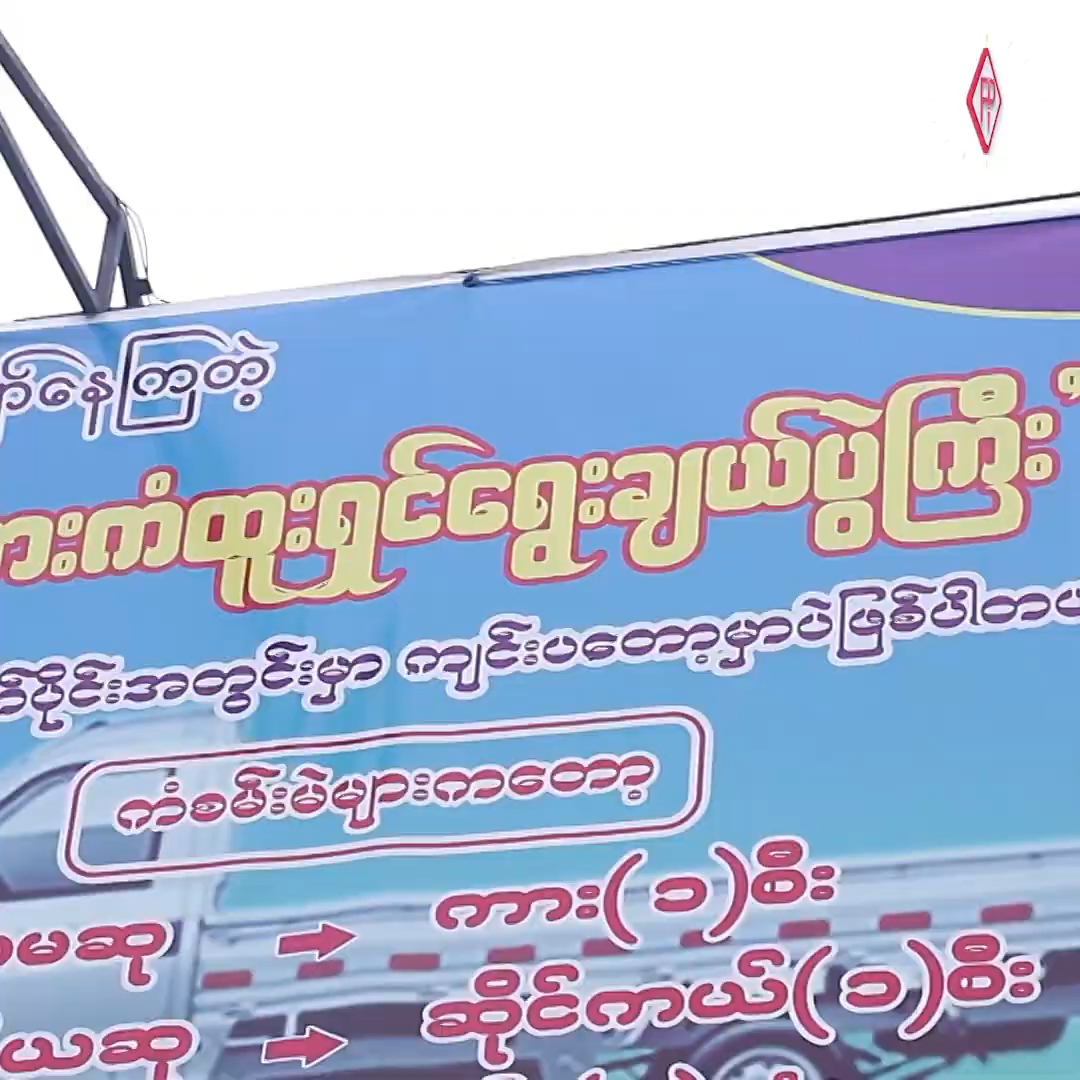 နေကြတဲ့
ားကံထူးရှင်ရွေးချယ်ပွဲကြီး"
ပိုင်းအတွင်းမှာ ကျင်းပတော့မှာပဲဖြစ်ပါတယ
ကံစမ်းမဲများကတော့
မဆု → ကား(၁)စီး
ယဆု → ဆိုင်ကယ်(၁)စီး